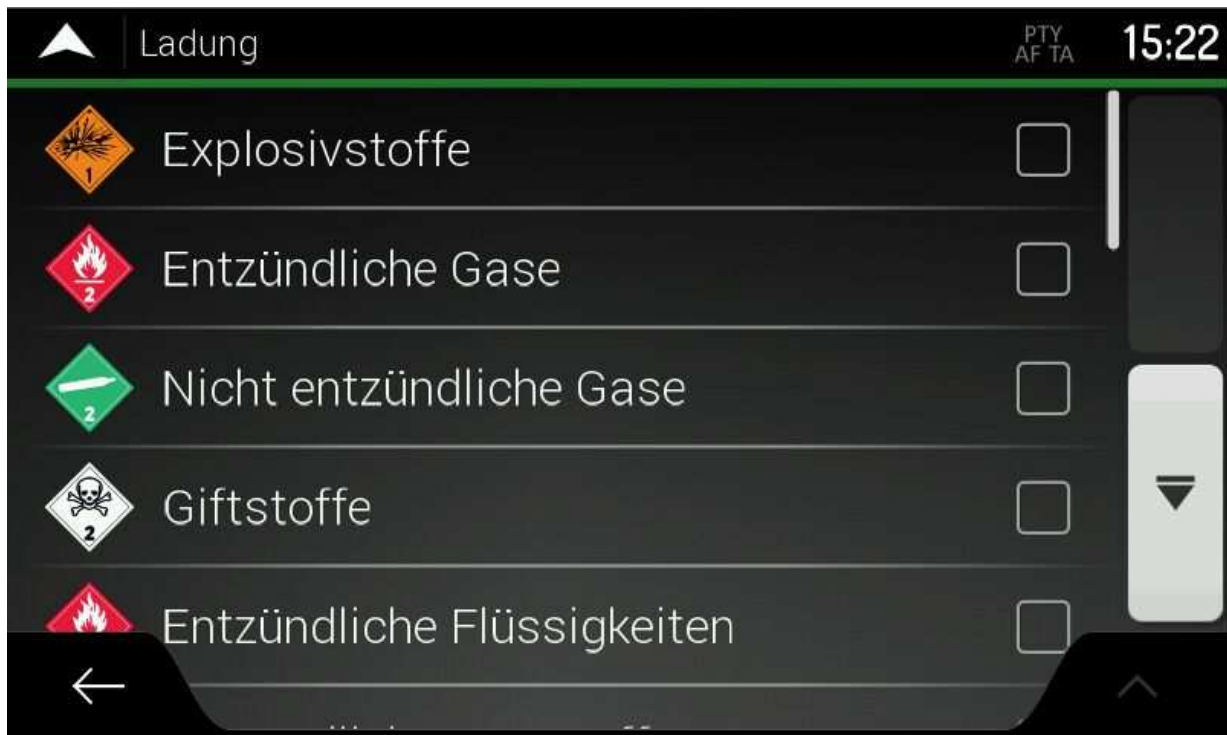 Ladung
PTY
AF TA
15:22
1
Explosivstoffe
2
Entzündliche Gase
2
Nicht entzündliche Gase
2
Giftstoffe
Entzündliche Flüssigkeiten